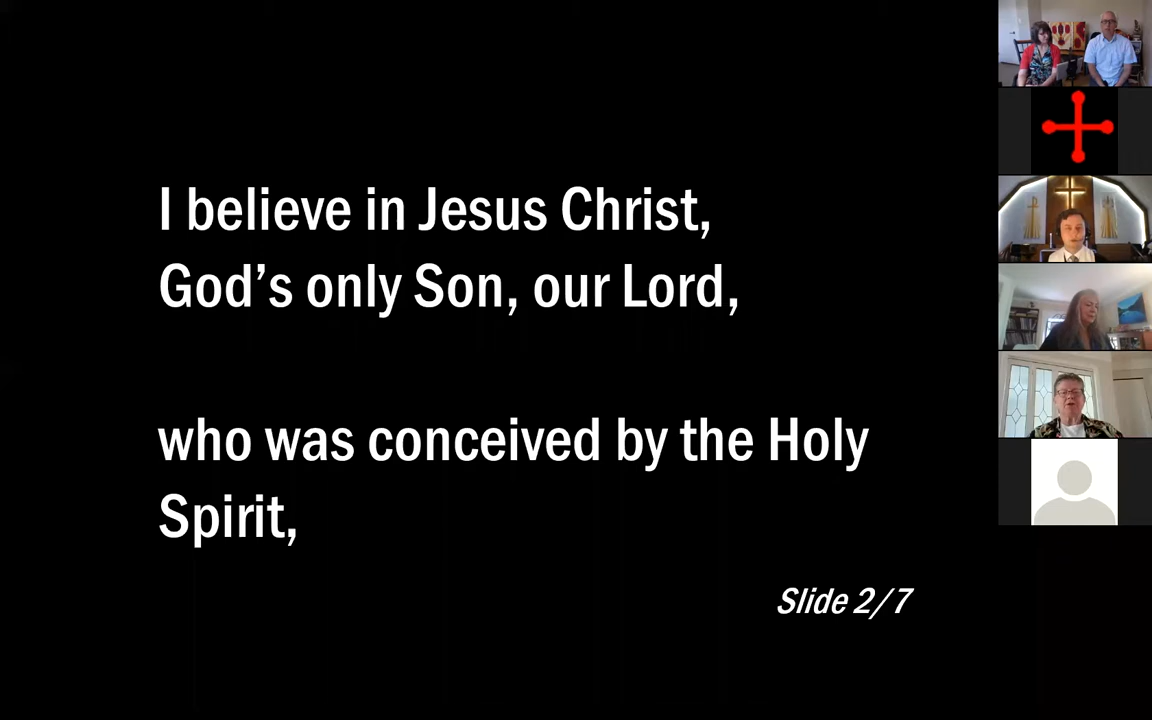 I believe in Jesus Christ,
God’s only Son, our Lord,
who was conceived by the Holy
Spirit,
Slide 2/7